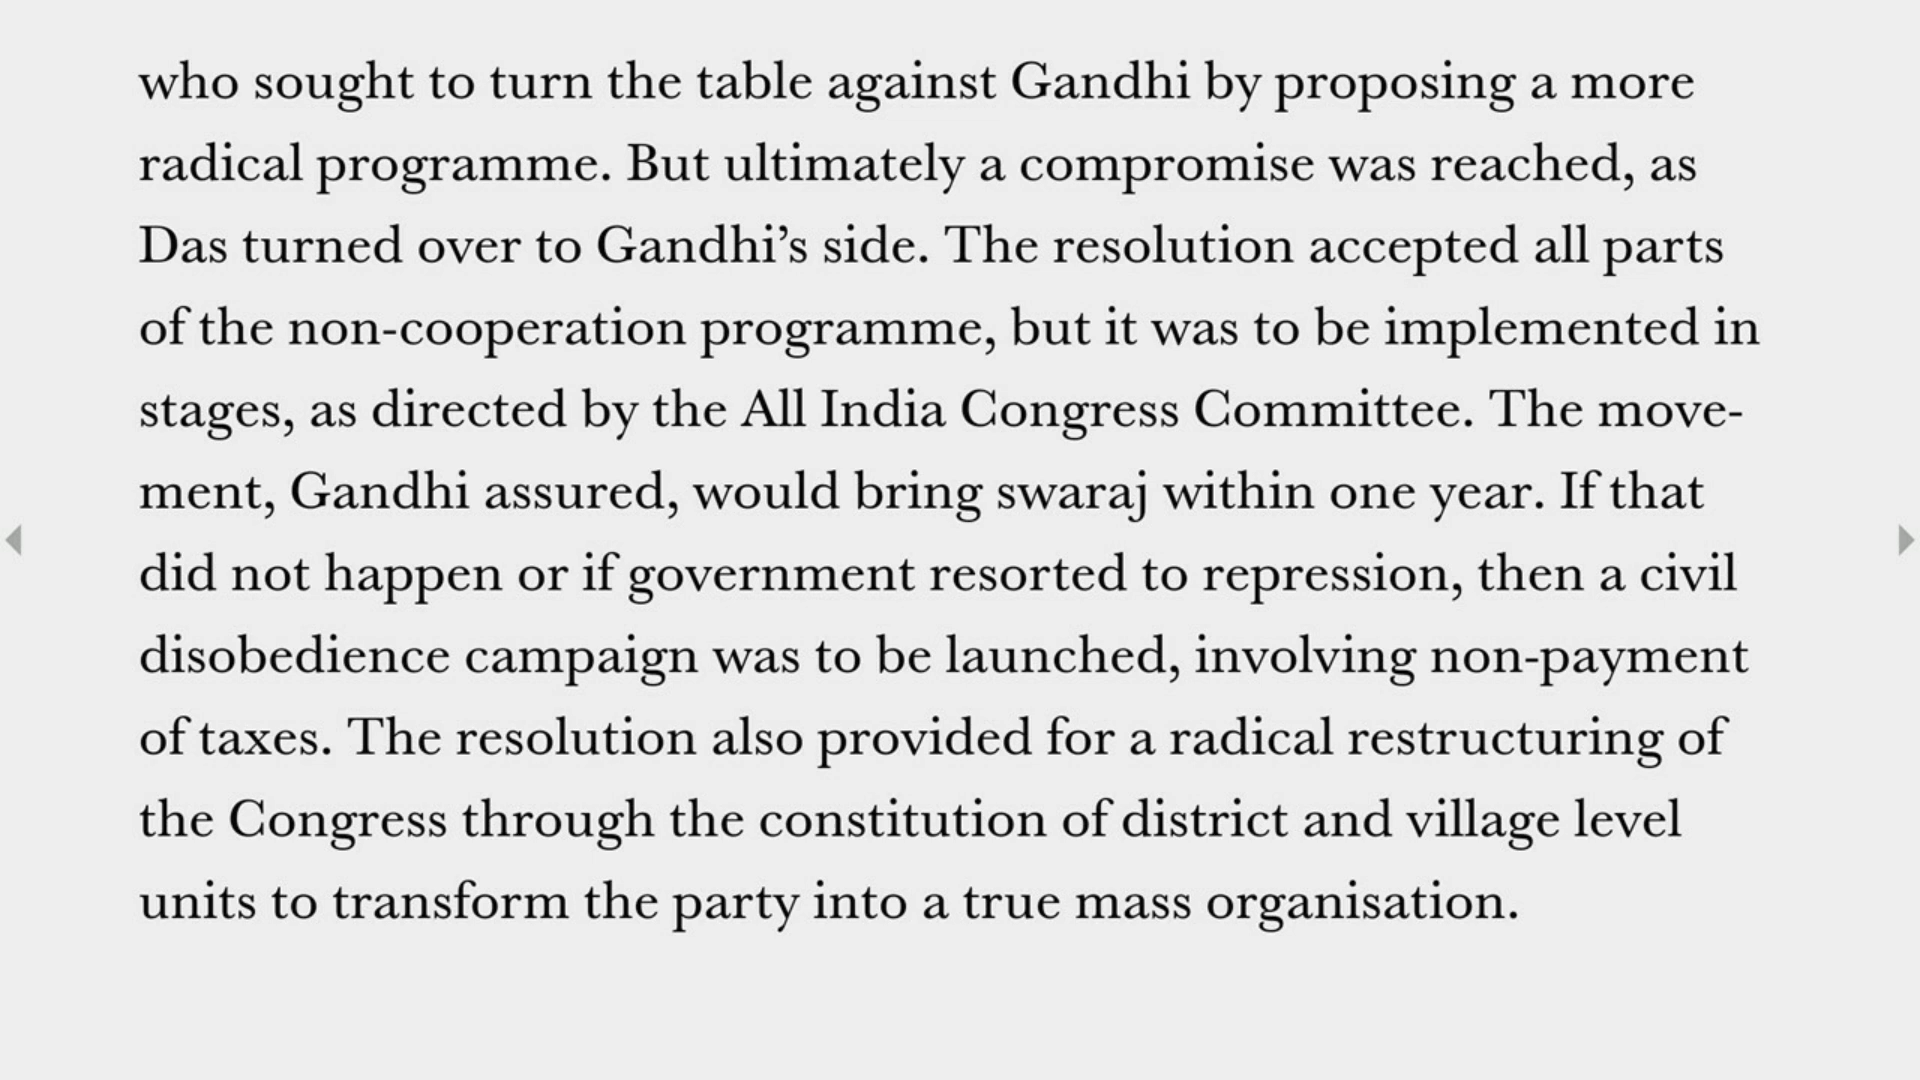 who sought to turn the table against Gandhi by proposing a more
radical programme. But ultimately a compromise was reached, as
Das turned over to Gandhi’s side. The resolution accepted all parts
of the non-cooperation programme, but it was to be implemented in
stages, as directed by the All India Congress Committee. The move-
ment, Gandhi assured, would bring swaraj within one year. If that
did not happen or if government resorted to repression, then a civil
disobedience campaign was to be launched, involving non-payment
of taxes. The resolution also provided for a radical restructuring of
the Congress through the constitution of district and village level
units to transform the party into a true mass organisation.